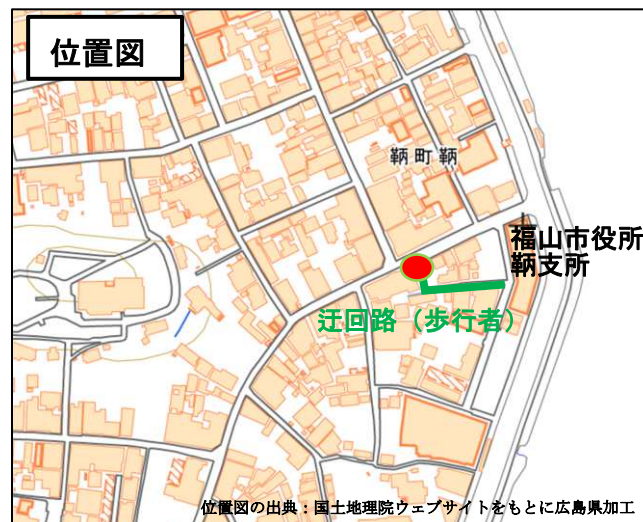 位置図
鞆町鞆
福山市役所
鞆支所
迂回路（歩行者）
位置図の出典：国土地理院ウェブサイトをもとに広島県加工